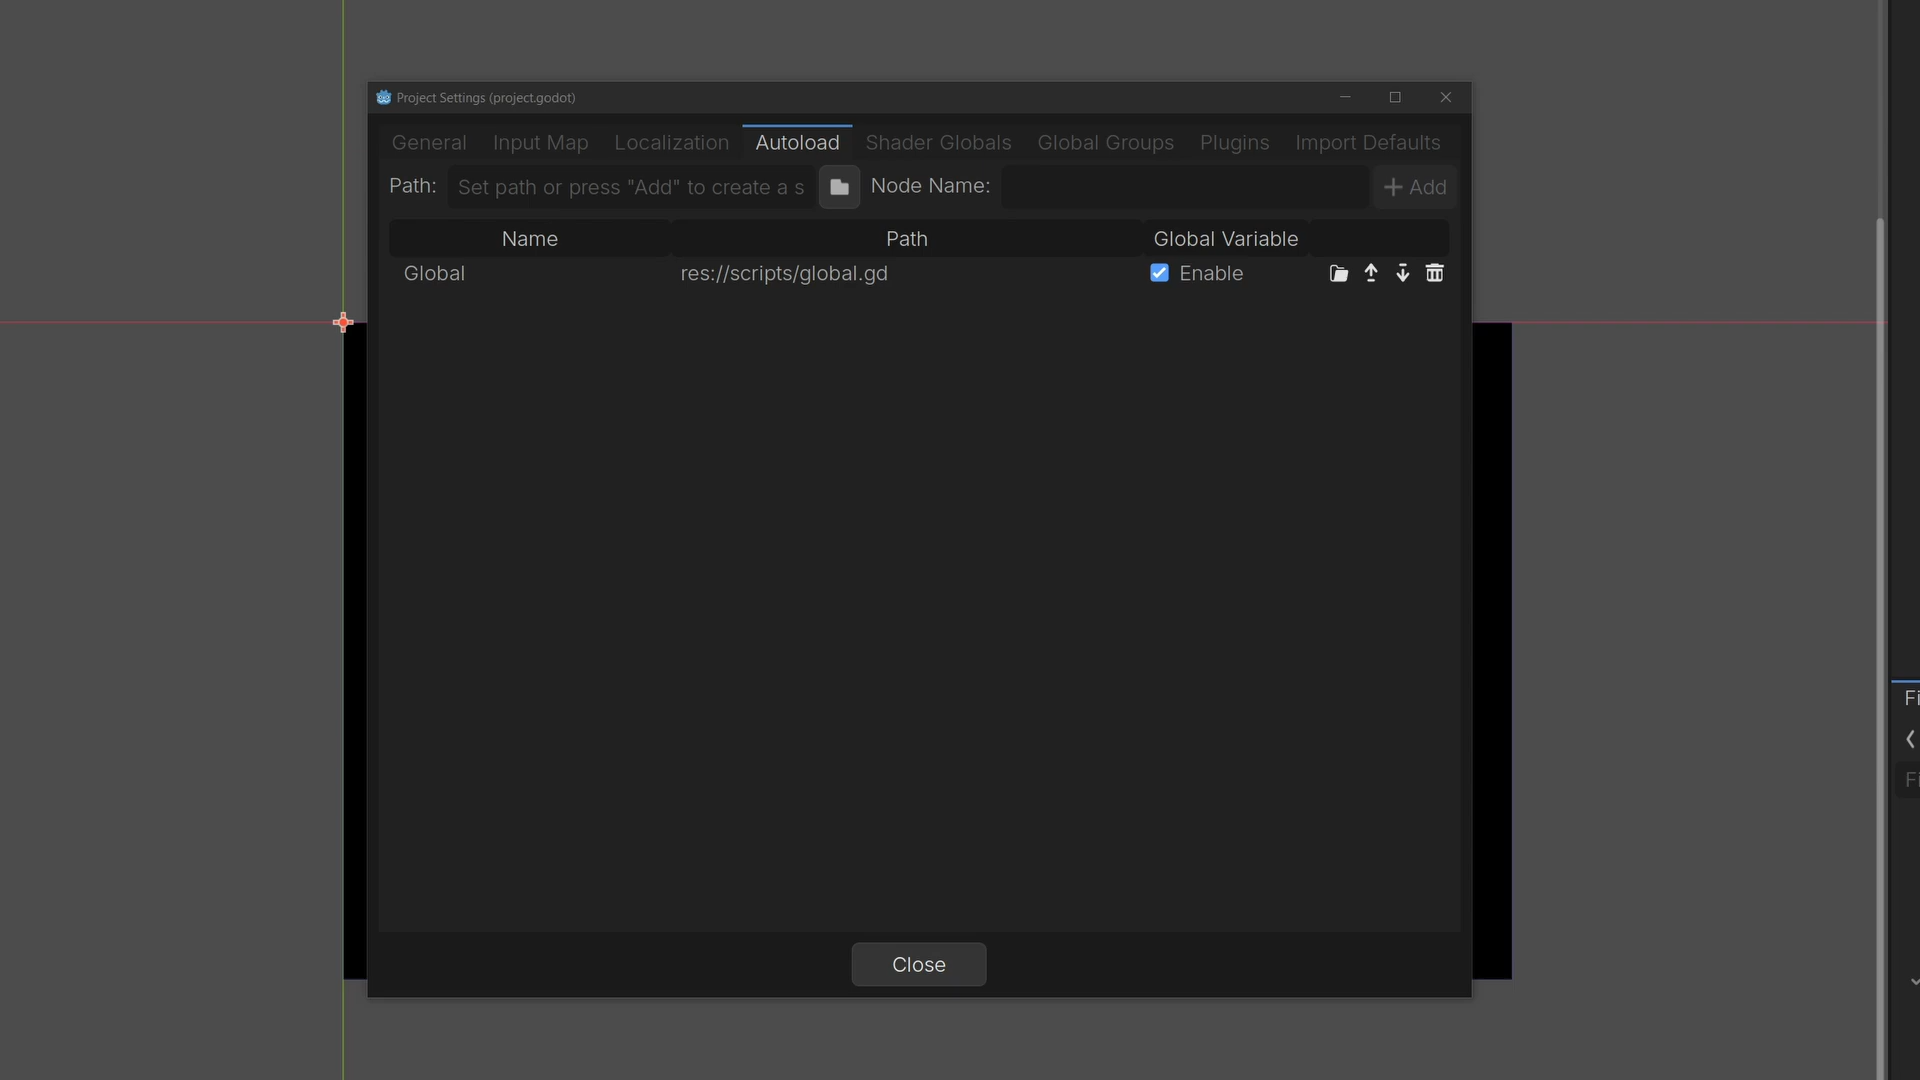 Project Settings (project.godot)
General Input Map Localization Autoload Shader Globals Global Groups Plugins Import Defaults
Path: Set path or press "Add" to create a s Node Name: + Add
Name Path Global Variable
Global res://scripts/global.gd Enable
Close
Fi
Fi